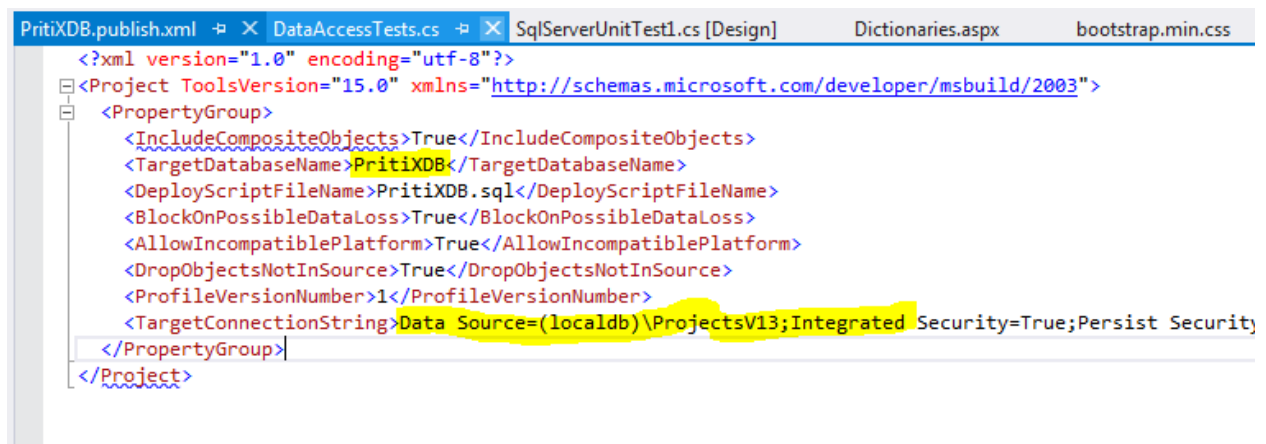 PritiXDB.publish.xml DataAccessTests.cs SqlServerUnitTest1.cs [Design] Dictionaries.aspx bootstrap.min.css
<?xml version="1.0" encoding="utf-8"?>
<Project ToolsVersion="15.0" xmlns="http://schemas.microsoft.com/developer/msbuild/2003">
<PropertyGroup>
<IncludeCompositeObjects>True</IncludeCompositeObjects>
<TargetDatabaseName>PritiXDB</TargetDatabaseName>
<DeployScriptFileName>PritiXDB.sql</DeployScriptFileName>
<BlockOnPossibleDataLoss>True</BlockOnPossibleDataLoss>
<AllowIncompatiblePlatform>True</AllowIncompatiblePlatform>
<DropObjectsNotInSource>True</DropObjectsNotInSource>
<ProfileVersionNumber>1</ProfileVersionNumber>
<TargetConnectionString>Data Source=(localdb)\ProjectsV13;Integrated Security=True;Persist Security
</PropertyGroup>
</Project>